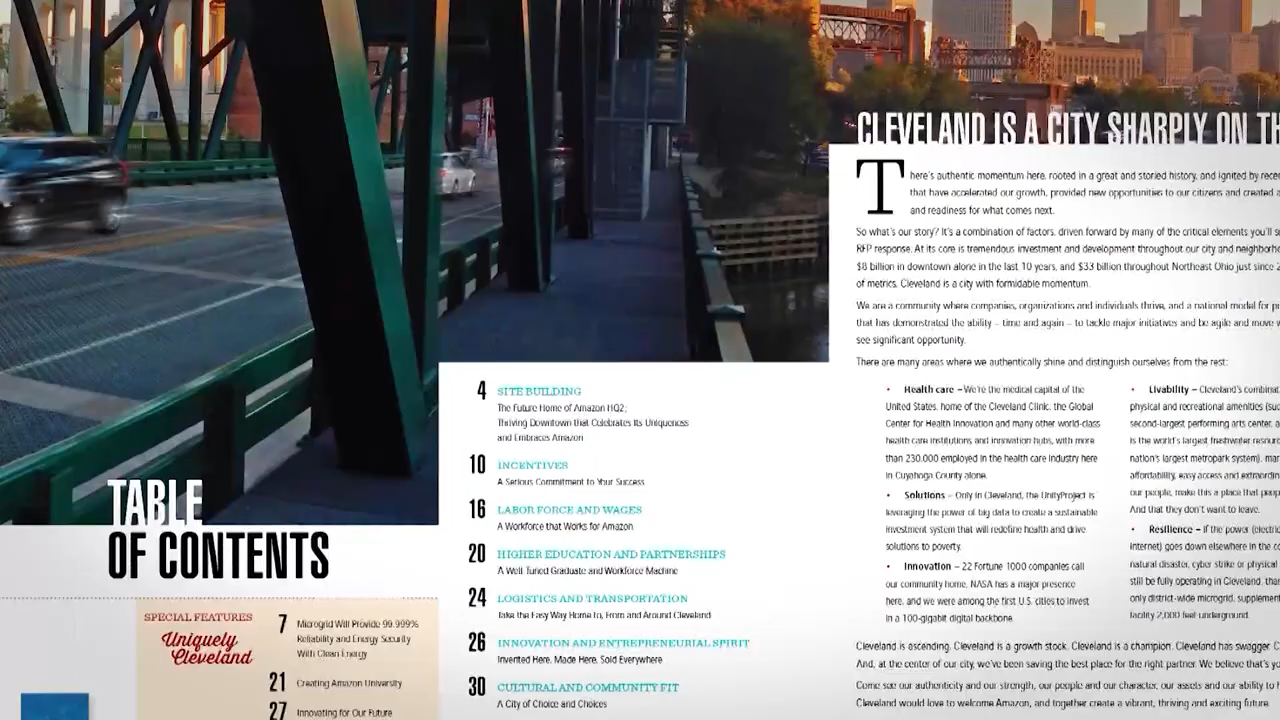 TABLE
OF CONTENTS
SPECIAL FEATURES
Uniquely
Cleveland
7 Microgrid Will Provide 99.999%
Reliability and Energy Security
With Clean Energy
21 Creating Amazon University
27 Innovating for Our Future
4 SITE BUILDING
The Future Home of Amazon HQ2;
Thriving Downtown that Celebrates Its Uniqueness
and Embraces Amazon
10 INCENTIVES
A Serious Commitment to Your Success
16 LABOR FORCE AND WAGES
A Workforce that Works for Amazon
20 HIGHER EDUCATION AND PARTNERSHIPS
A Well-Tuned Graduate and Workforce Machine
24 LOGISTICS AND TRANSPORTATION
Take the Easy Way Home to, From and Around Cleveland
26 INNOVATION AND ENTREPRENEURIAL SPIRIT
Invented Here. Made Here. Sold Everywhere
30 CULTURAL AND COMMUNITY FIT
A City of Choice and Choices
CLEVELAND IS A CITY SHARPLY ON
There's authentic momentum here, rooted in a great and storied history, and ignited by
that have accelerated our growth, provided new opportunities to our citizens and created
and readiness for what comes next.
So what's our story? It's a combination of factors, driven forward by many of the critical elements you'll
RFP response. At its core is tremendous investment and development throughout our city and
$8 billion in downtown alone in the last 10 years, and $33 billion throughout Northeast Ohio just since
of metrics, Cleveland is a city with formidable momentum.
We are a community where companies, organizations and individuals thrive, and a national model for
that has demonstrated the ability – time and again – to tackle major initiatives and be agile and move
see significant opportunity.
There are many areas where we authentically shine and distinguish ourselves from the rest:
• Health care – We're the medical capital of the
United States, home of the Cleveland Clinic, the Global
Center for Health Innovation and many other world-class
health care institutions and innovation hubs, with more
than 230,000 employed in the health care industry here
in Cuyahoga County alone.
• Solutions – Only in Cleveland, the UnityProject is
leveraging the power of big data to create a sustainable
investment system that will redefine health and drive
solutions to poverty.
• Innovation – 22 Fortune 1000 companies call
our community home, NASA has a major presence
here, and we were among the first U.S. cities to invest
in a 100-gigabit digital backbone.
• Livability – Cleveland's
physical and recreational amenities
second-largest performing arts center,
is the world's largest freshwater
nation's largest metropark system),
affordability, easy access and
our people, make this a place that
And that they don't want to leave.
• Resilience – If the power
internet) goes down elsewhere in the
natural disaster, cyber strike or physical
still be fully operating in Cleveland,
only district-wide microgrid,
facility 2,000 feet underground.
Cleveland is ascending. Cleveland is a growth stock. Cleveland is a champion. Cleveland has swagger.
And, at the center of our city, we've been saving the best place for the right partner. We believe that's
Come see our authenticity and our strength, our people and our character, our assets and our ability to
Cleveland would love to welcome Amazon, and together create a vibrant, thriving and exciting future.